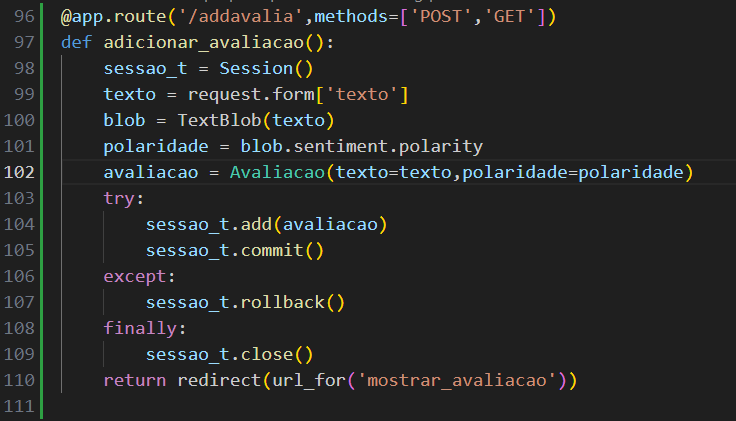 96 @app.route('/addavalia',methods=['POST','GET'])
97 def adicionar_avaliacao():
98     sessao_t = Session()
99     texto = request.form['texto']
100     blob = TextBlob(texto)
101     polaridade = blob.sentiment.polarity
102     avaliacao = Avaliacao(texto=texto,polaridade=polaridade)
103     try:
104         sessao_t.add(avaliacao)
105         sessao_t.commit()
106     except:
107         sessao_t.rollback()
108     finally:
109         sessao_t.close()
110     return redirect(url_for('mostrar_avaliacao'))
111